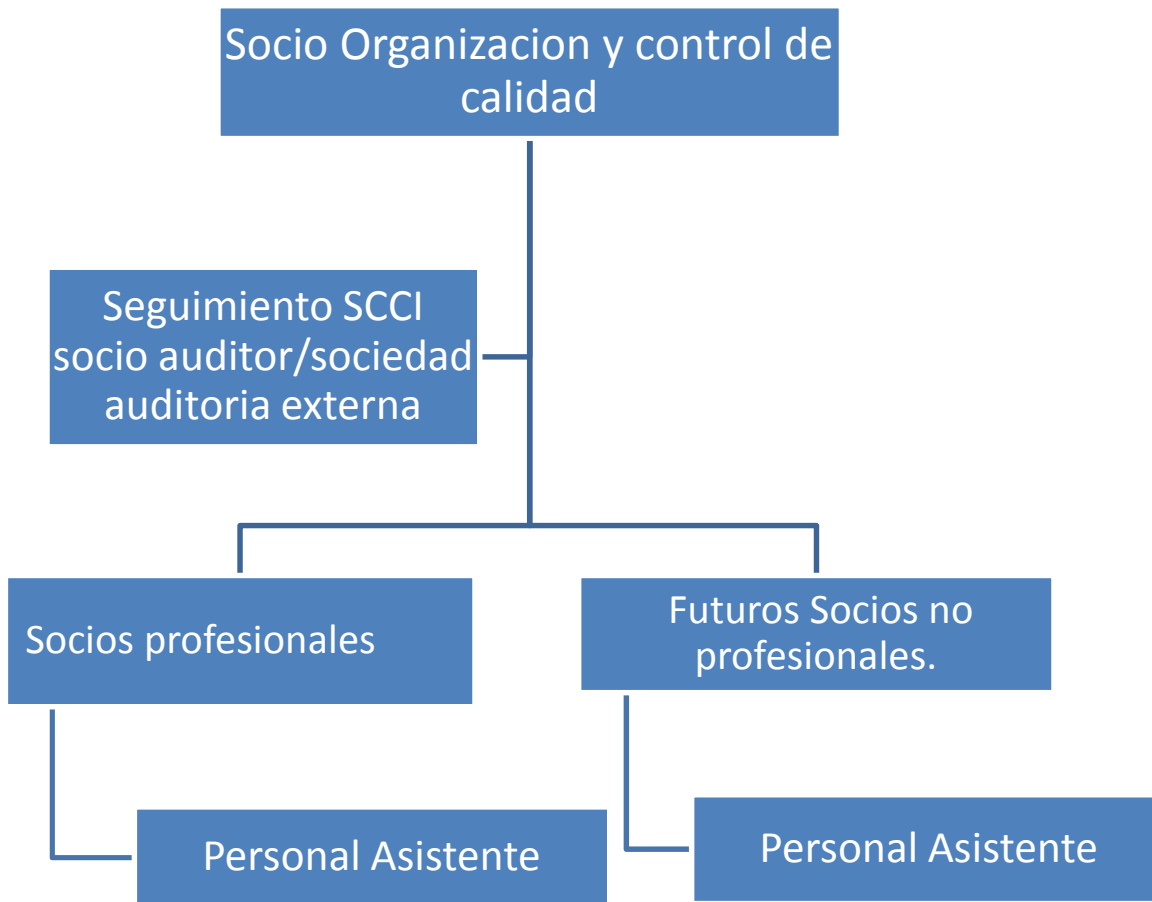 Socio Organizacion y control de
calidad
Seguimiento SCCI
socio auditor/sociedad
auditoria externa
Socios profesionales
Futuros Socios no
profesionales.
Personal Asistente
Personal Asistente